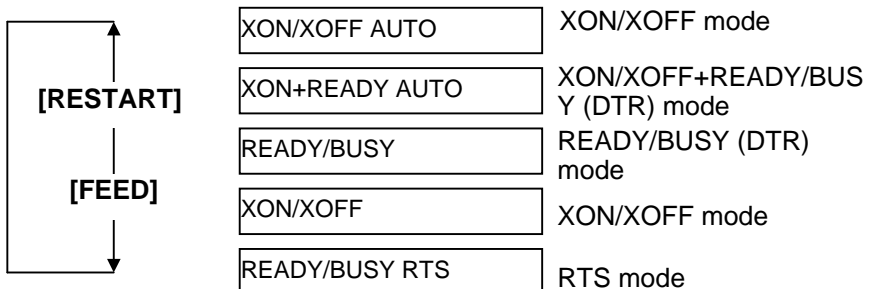 XON/XOFF AUTO
XON/XOFF mode
[RESTART]
XON+READY AUTO
XON/XOFF+READY/BUS
Y (DTR) mode
READY/BUSY
READY/BUSY (DTR)
mode
[FEED]
XON/XOFF
XON/XOFF mode
READY/BUSY RTS
RTS mode